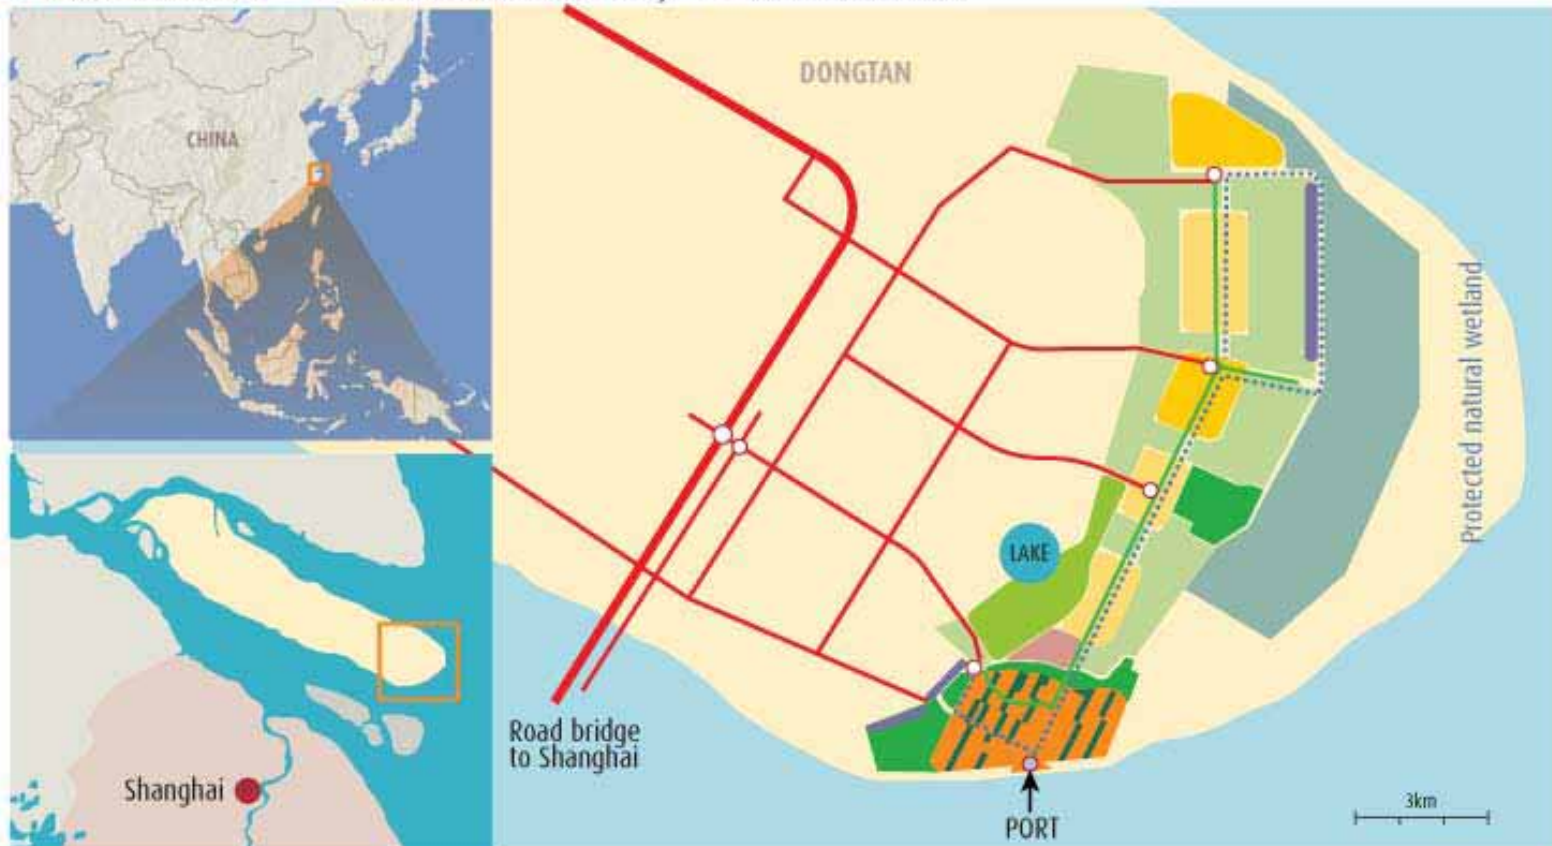 CHINA
DONGTAN
Protected natural wetland
LAKE
Road bridge
to Shanghai
Shanghai
PORT
3km